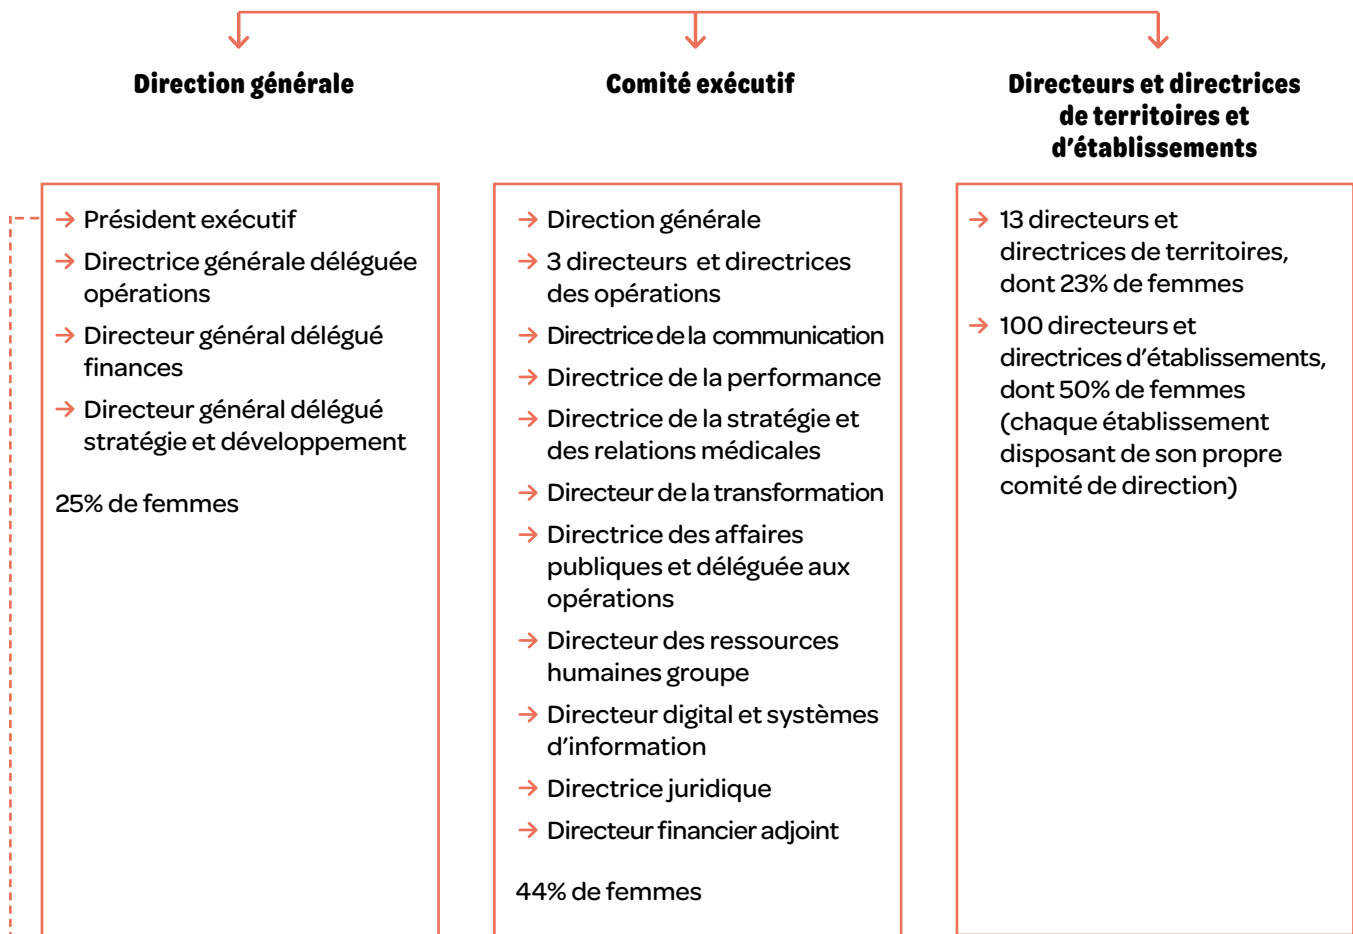 Direction générale
→ Président exécutif
→ Directrice générale déléguée
opérations
→ Directeur général délégué
finances
→ Directeur général délégué
stratégie et développement
25% de femmes
Comité exécutif
→ Direction générale
→ 3 directeurs et directrices
des opérations
→ Directrice de la communication
→ Directrice de la performance
→ Directrice de la stratégie et
des relations médicales
→ Directeur de la transformation
→ Directrice des affaires
publiques et déléguée aux
opérations
→ Directeur des ressources
humaines groupe
→ Directeur digital et systèmes
d'information
→ Directrice juridique
→ Directeur financier adjoint
44% de femmes
Directeurs et directrices
de territoires et
d'établissements
→ 13 directeurs et
directrices de territoires,
dont 23% de femmes
→ 100 directeurs et
directrices d'établissements,
dont 50% de femmes
(chaque établissement
disposant de son propre
comité de direction)